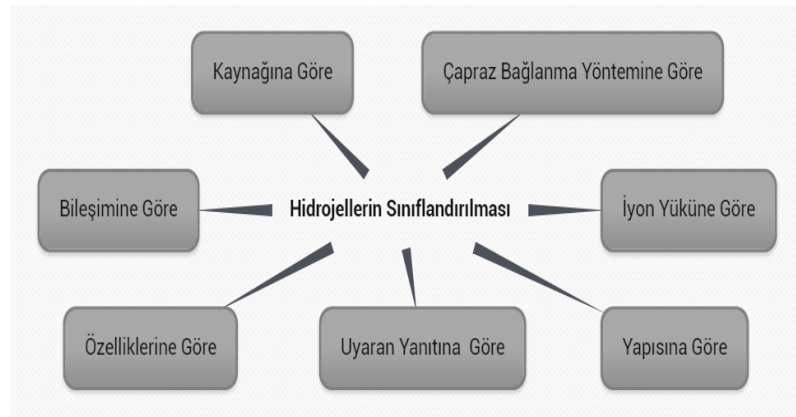 Kaynağına Göre
Çapraz Bağlanma Yöntemine Göre
Bileşimine Göre
Hidrojellerin Sınıflandırılması
İyon Yüküne Göre
Özelliklerine Göre
Uyaran Yanıtına Göre
Yapısına Göre